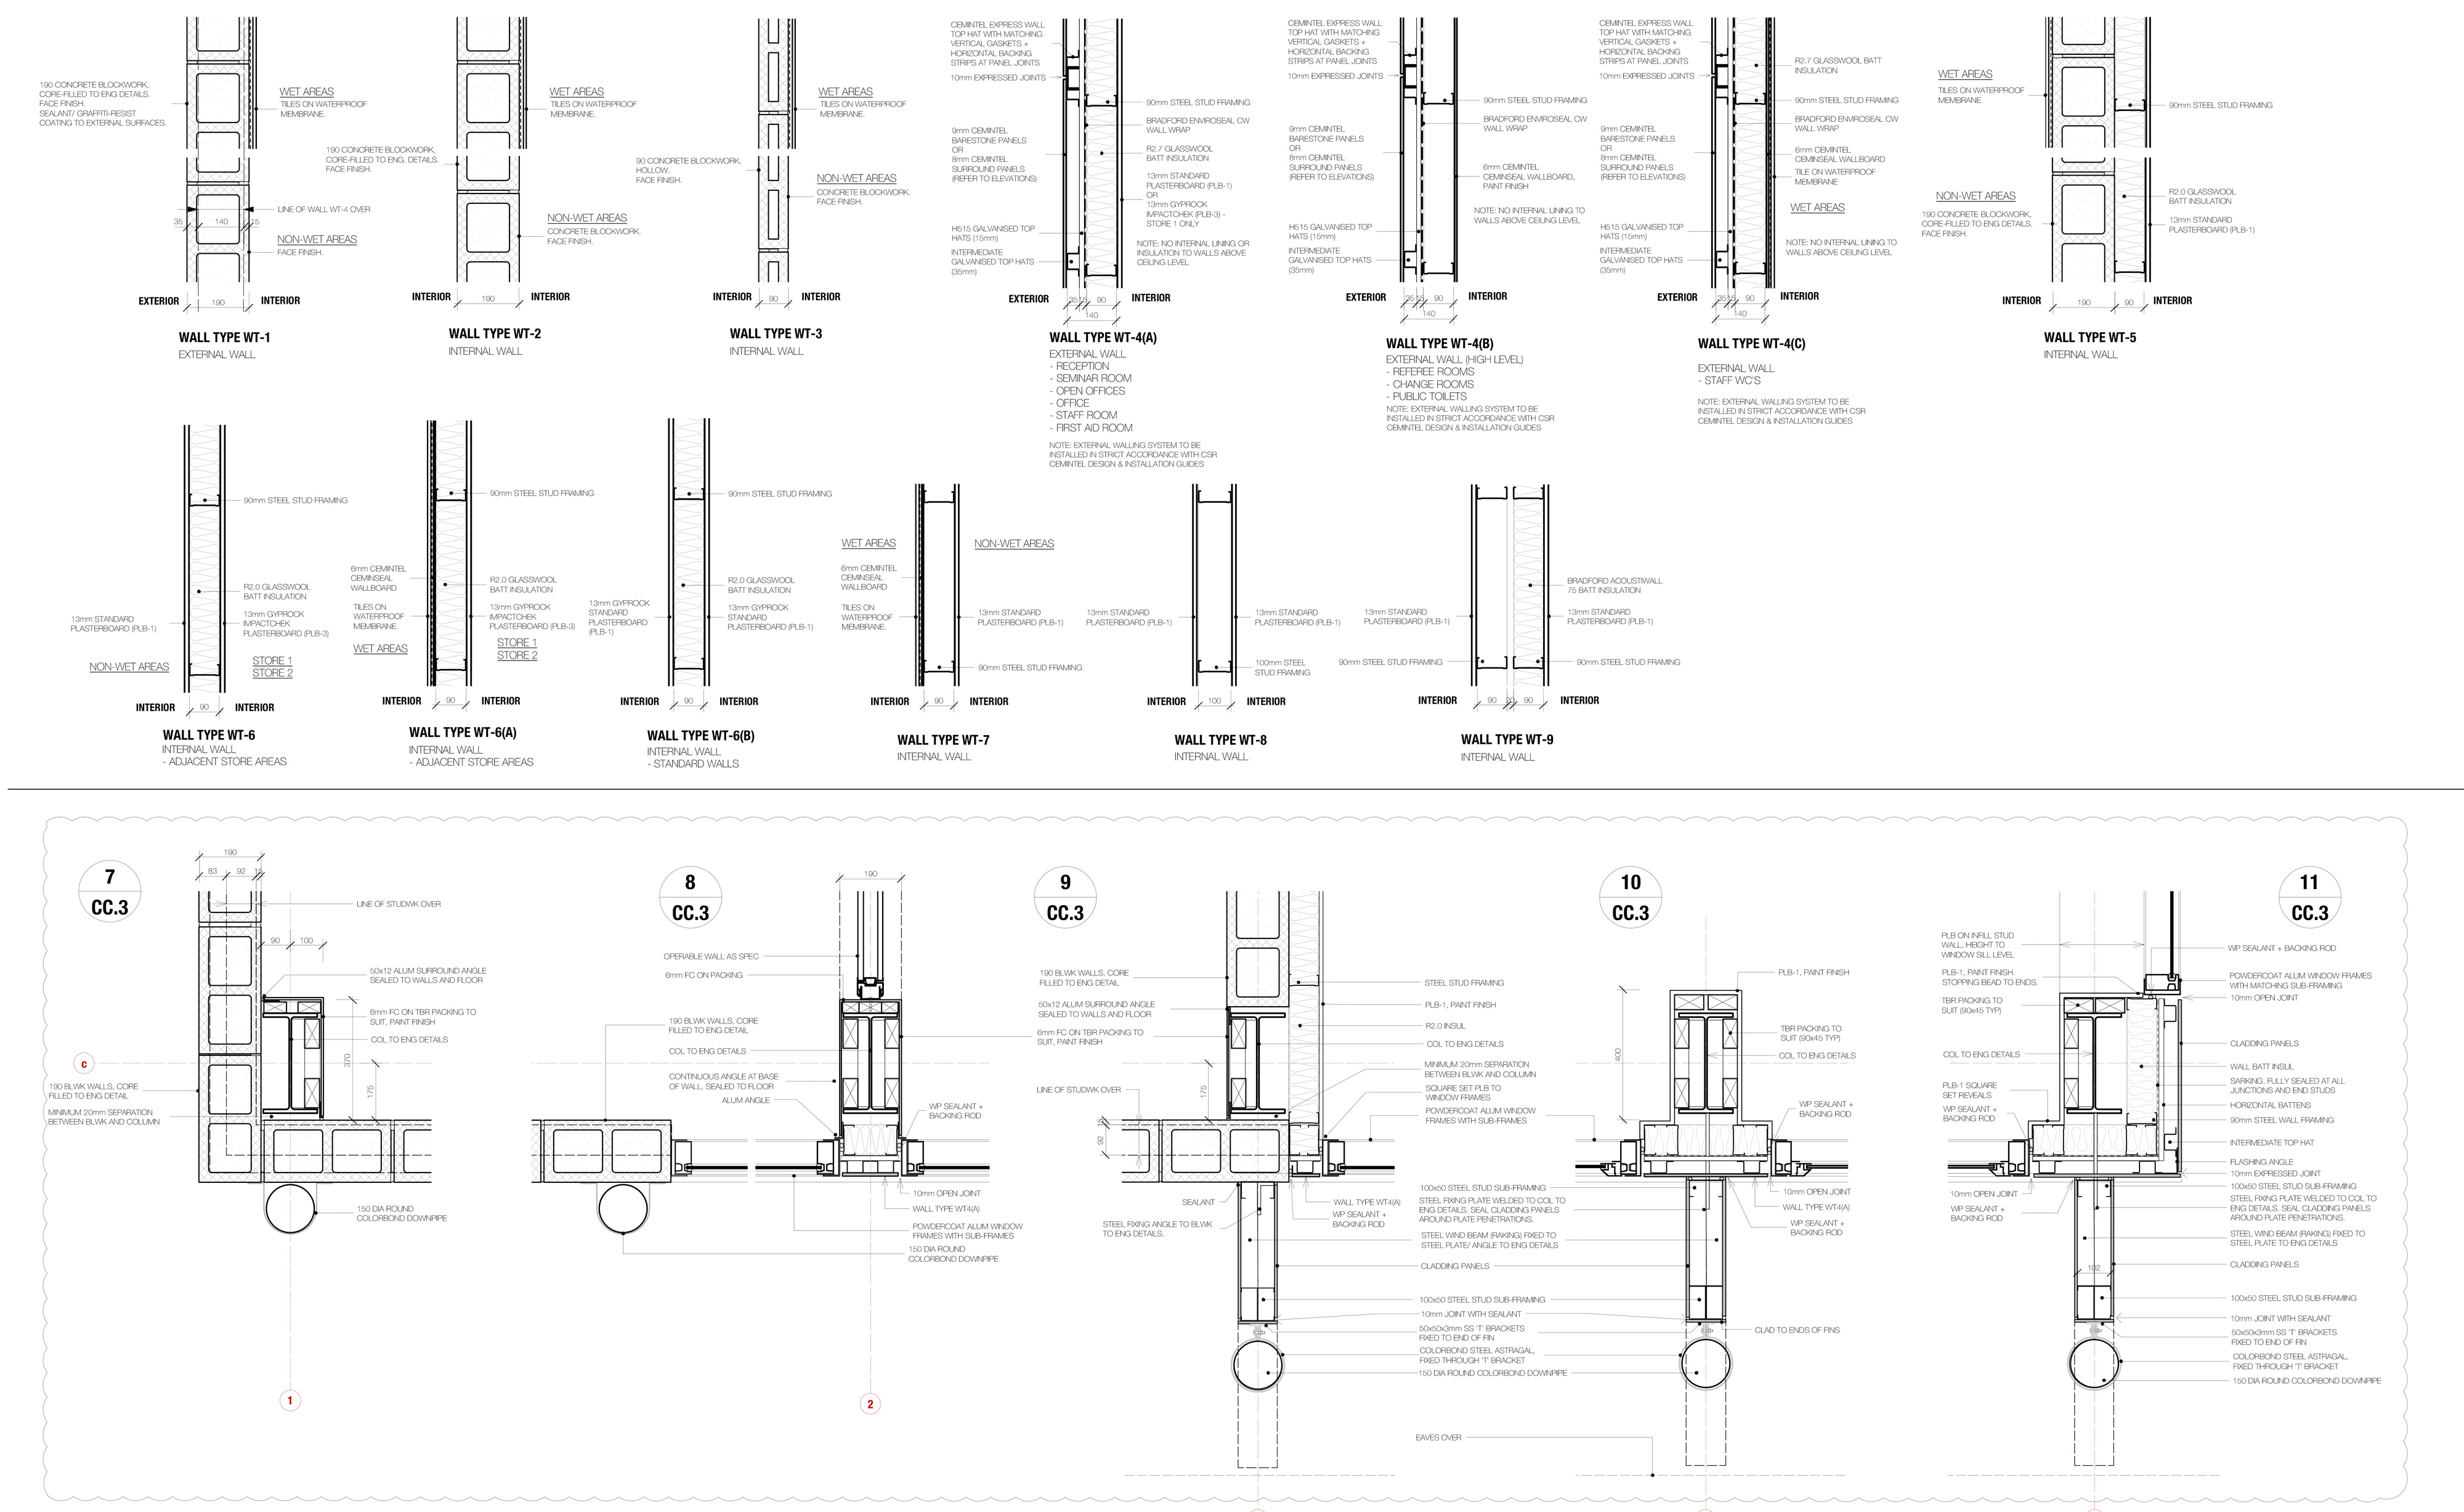 190 CONCRETE BLOCKWORK,
CORE-FILLED TO ENG DETAILS.
FACE FINISH.
SEALANT/ GRAFFITI-RESIST
COATING TO EXTERNAL SURFACES.
WET AREAS
TILES ON WATERPROOF
MEMBRANE.
LINE OF WALL WT-4 OVER
35
140
15
NON-WET AREAS
FACE FINISH.
EXTERIOR
190
INTERIOR
WALL TYPE WT-1
EXTERNAL WALL
WET AREAS
TILES ON WATERPROOF
MEMBRANE.
190 CONCRETE BLOCKWORK,
CORE-FILLED TO ENG. DETAILS.
FACE FINISH.
NON-WET AREAS
CONCRETE BLOCKWORK.
FACE FINISH.
INTERIOR
190
INTERIOR
WALL TYPE WT-2
INTERNAL WALL
WET AREAS
TILES ON WATERPROOF
MEMBRANE.
90 CONCRETE BLOCKWORK,
HOLLOW.
FACE FINISH.
NON-WET AREAS
CONCRETE BLOCKWORK.
FACE FINISH.
INTERIOR
90
INTERIOR
WALL TYPE WT-3
INTERNAL WALL
CEMINTEL EXPRESS WALL
TOP HAT WITH MATCHING
VERTICAL GASKETS +
HORIZONTAL BACKING
STRIPS AT PANEL JOINTS
10mm EXPRESSED JOINTS
9mm CEMINTEL
BARESTONE PANELS
OR
8mm CEMINTEL
SURROUND PANELS
(REFER TO ELEVATIONS)
H515 GALVANISED TOP
HATS (15mm)
INTERMEDIATE
GALVANISED TOP HATS
(35mm)
90mm STEEL STUD FRAMING
BRADFORD ENVIROSEAL CW
WALL WRAP
R2.7 GLASSWOOL
BATT INSULATION
13mm STANDARD
PLASTERBOARD (PLB-1)
OR
13mm GYPROCK
IMPACTCHEK (PLB-3) -
STORE 1 ONLY
NOTE: NO INTERNAL LINING OR
INSULATION TO WALLS ABOVE
CEILING LEVEL
EXTERIOR
35
15
90
INTERIOR
140
WALL TYPE WT-4(A)
EXTERNAL WALL
- RECEPTION
- SEMINAR ROOM
- OPEN OFFICES
- OFFICE
- STAFF ROOM
- FIRST AID ROOM
NOTE: EXTERNAL WALLING SYSTEM TO BE
INSTALLED IN STRICT ACCORDANCE WITH CSR
CEMINTEL DESIGN & INSTALLATION GUIDES
CEMINTEL EXPRESS WALL
TOP HAT WITH MATCHING
VERTICAL GASKETS +
HORIZONTAL BACKING
STRIPS AT PANEL JOINTS
10mm EXPRESSED JOINTS
9mm CEMINTEL
BARESTONE PANELS
OR
8mm CEMINTEL
SURROUND PANELS
(REFER TO ELEVATIONS)
H515 GALVANISED TOP
HATS (15mm)
INTERMEDIATE
GALVANISED TOP HATS
(35mm)
90mm STEEL STUD FRAMING
BRADFORD ENVIROSEAL CW
WALL WRAP
6mm CEMINTEL
CEMINSEAL WALLBOARD,
PAINT FINISH
NOTE: NO INTERNAL LINING TO
WALLS ABOVE CEILING LEVEL
EXTERIOR
35
15
90
INTERIOR
140
WALL TYPE WT-4(B)
EXTERNAL WALL (HIGH LEVEL)
- REFEREE ROOMS
- CHANGE ROOMS
- PUBLIC TOILETS
NOTE: EXTERNAL WALLING SYSTEM TO BE
INSTALLED IN STRICT ACCORDANCE WITH CSR
CEMINTEL DESIGN & INSTALLATION GUIDES
CEMINTEL EXPRESS WALL
TOP HAT WITH MATCHING
VERTICAL GASKETS +
HORIZONTAL BACKING
STRIPS AT PANEL JOINTS
10mm EXPRESSED JOINTS
9mm CEMINTEL
BARESTONE PANELS
OR
8mm CEMINTEL
SURROUND PANELS
(REFER TO ELEVATIONS)
H515 GALVANISED TOP
HATS (15mm)
INTERMEDIATE
GALVANISED TOP HATS
(35mm)
R2.7 GLASSWOOL BATT
INSULATION
90mm STEEL STUD FRAMING
BRADFORD ENVIROSEAL CW
WALL WRAP
6mm CEMINTEL
CEMINSEAL WALLBOARD
TILE ON WATERPROOF
MEMBRANE
WET AREAS
NOTE: NO INTERNAL LINING TO
WALLS ABOVE CEILING LEVEL
EXTERIOR
35
15
90
INTERIOR
140
WALL TYPE WT-4(C)
EXTERNAL WALL
- STAFF WC'S
NOTE: EXTERNAL WALLING SYSTEM TO BE
INSTALLED IN STRICT ACCORDANCE WITH CSR
CEMINTEL DESIGN & INSTALLATION GUIDES
WET AREAS
TILES ON WATERPROOF
MEMBRANE.
90mm STEEL STUD FRAMING
NON-WET AREAS
190 CONCRETE BLOCKWORK,
CORE-FILLED TO ENG DETAILS.
FACE FINISH.
R2.0 GLASSWOOL
BATT INSULATION
13mm STANDARD
PLASTERBOARD (PLB-1)
INTERIOR
190
90
INTERIOR
WALL TYPE WT-5
INTERNAL WALL
90mm STEEL STUD FRAMING
R2.0 GLASSWOOL
BATT INSULATION
13mm GYPROCK
IMPACTCHEK
PLASTERBOARD (PLB-3)
13mm STANDARD
PLASTERBOARD (PLB-1)
NON-WET AREAS
STORE 1
STORE 2
INTERIOR
90
INTERIOR
WALL TYPE WT-6
INTERNAL WALL
- ADJACENT STORE AREAS
90mm STEEL STUD FRAMING
6mm CEMINTEL
CEMINSEAL
WALLBOARD
TILES ON
WATERPROOF
MEMBRANE.
WET AREAS
R2.0 GLASSWOOL
BATT INSULATION
13mm GYPROCK
IMPACTCHEK
PLASTERBOARD (PLB-3)
STORE 1
STORE 2
INTERIOR
90
INTERIOR
WALL TYPE WT-6(A)
INTERNAL WALL
- ADJACENT STORE AREAS
90mm STEEL STUD FRAMING
13mm GYPROCK
STANDARD
PLASTERBOARD
(PLB-1)
R2.0 GLASSWOOL
BATT INSULATION
13mm GYPROCK
STANDARD
PLASTERBOARD (PLB-1)
INTERIOR
90
INTERIOR
WALL TYPE WT-6(B)
INTERNAL WALL
- STANDARD WALLS
WET AREAS
NON-WET AREAS
6mm CEMINTEL
CEMINSEAL
WALLBOARD
TILES ON
WATERPROOF
MEMBRANE.
13mm STANDARD
PLASTERBOARD (PLB-1)
90mm STEEL STUD FRAMING
INTERIOR
90
INTERIOR
WALL TYPE WT-7
INTERNAL WALL
13mm STANDARD
PLASTERBOARD (PLB-1)
13mm STANDARD
PLASTERBOARD (PLB-1)
100mm STEEL
STUD FRAMING
INTERIOR
100
INTERIOR
WALL TYPE WT-8
INTERNAL WALL
BRADFORD ACOUSTIWALL
75 BATT INSULATION
13mm STANDARD
PLASTERBOARD (PLB-1)
13mm STANDARD
PLASTERBOARD (PLB-1)
90mm STEEL STUD FRAMING
90mm STEEL STUD FRAMING
INTERIOR
90
20
90
INTERIOR
WALL TYPE WT-9
INTERNAL WALL
7
CC.3
190
83
92
15
LINE OF STUDWK OVER
90
100
50x12 ALUM SURROUND ANGLE
SEALED TO WALLS AND FLOOR
6mm FC ON TBR PACKING TO
SUIT, PAINT FINISH
COL TO ENG DETAILS
370
175
C
190 BLWK WALLS, CORE
FILLED TO ENG DETAIL
MINIMUM 20mm SEPARATION
BETWEEN BLWK AND COLUMN
150 DIA ROUND
COLORBOND DOWNPIPE
1
8
CC.3
190
OPERABLE WALL AS SPEC
6mm FC ON PACKING
190 BLWK WALLS, CORE
FILLED TO ENG DETAIL
COL TO ENG DETAILS
CONTINUOUS ANGLE AT BASE
OF WALL, SEALED TO FLOOR
ALUM ANGLE
WP SEALANT +
BACKING ROD
10mm OPEN JOINT
WALL TYPE WT4(A)
POWDERCOAT ALUM WINDOW
FRAMES WITH SUB-FRAMES
150 DIA ROUND
COLORBOND DOWNPIPE
2
9
CC.3
190 BLWK WALLS, CORE
FILLED TO ENG DETAIL
50x12 ALUM SURROUND ANGLE
SEALED TO WALLS AND FLOOR
6mm FC ON TBR PACKING TO
SUIT, PAINT FINISH
LINE OF STUDWK OVER
175
15
92
STEEL STUD FRAMING
PLB-1, PAINT FINISH
R2.0 INSUL
COL TO ENG DETAILS
MINIMUM 20mm SEPARATION
BETWEEN BLWK AND COLUMN
SQUARE SET PLB TO
WINDOW FRAMES
POWDERCOAT ALUM WINDOW
FRAMES WITH SUB-FRAMES
SEALANT
STEEL FIXING ANGLE TO BLWK
TO ENG DETAILS.
WALL TYPE WT4(A)
WP SEALANT +
BACKING ROD
100x50 STEEL STUD SUB-FRAMING
STEEL FIXING PLATE WELDED TO COL TO
ENG DETAILS. SEAL CLADDING PANELS
AROUND PLATE PENETRATIONS.
STEEL WIND BEAM (RAKING) FIXED TO
STEEL PLATE/ ANGLE TO ENG DETAILS
CLADDING PANELS
100x50 STEEL STUD SUB-FRAMING
10mm JOINT WITH SEALANT
50x50x3mm SS 'T' BRACKETS
FIXED TO END OF FIN
COLORBOND STEEL ASTRAGAL,
FIXED THROUGH 'T' BRACKET
150 DIA ROUND COLORBOND DOWNPIPE
EAVES OVER
10
CC.3
PLB-1, PAINT FINISH
400
TBR PACKING TO
SUIT (90x45 TYP)
COL TO ENG DETAILS
WP SEALANT +
BACKING ROD
10mm OPEN JOINT
WALL TYPE WT4(A)
WP SEALANT +
BACKING ROD
CLAD TO ENDS OF FINS
11
CC.3
PLB ON INFILL STUD
WALL, HEIGHT TO
WINDOW SILL LEVEL
PLB-1, PAINT FINISH.
STOPPING BEAD TO ENDS.
TBR PACKING TO
SUIT (90x45 TYP)
COL TO ENG DETAILS
PLB-1 SQUARE
SET REVEALS
WP SEALANT +
BACKING ROD
10mm OPEN JOINT
WP SEALANT +
BACKING ROD
WP SEALANT + BACKING ROD
POWDERCOAT ALUM WINDOW FRAMES
WITH MATCHING SUB-FRAMING
10mm OPEN JOINT
CLADDING PANELS
WALL BATT INSUL
SARKING, FULLY SEALED AT ALL
JUNCTIONS AND END STUDS
HORIZONTAL BATTENS
90mm STEEL WALL FRAMING
INTERMEDIATE TOP HAT
FLASHING ANGLE
10mm EXPRESSED JOINT
100x50 STEEL STUD SUB-FRAMING
STEEL FIXING PLATE WELDED TO COL TO
ENG DETAILS. SEAL CLADDING PANELS
AROUND PLATE PENETRATIONS.
STEEL WIND BEAM (RAKING) FIXED TO
STEEL PLATE TO ENG DETAILS
CLADDING PANELS
102
100x50 STEEL STUD SUB-FRAMING
10mm JOINT WITH SEALANT
50x50x3mm SS 'T' BRACKETS
FIXED TO END OF FIN
COLORBOND STEEL ASTRAGAL,
FIXED THROUGH 'T' BRACKET
150 DIA ROUND COLORBOND DOWNPIPE